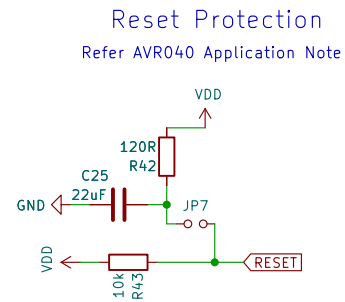 Reset Protection
Refer AVR040 Application Note
VDD
120R
R42
C25
22uF
GND
JP7
VDD
RESET
10k
R43